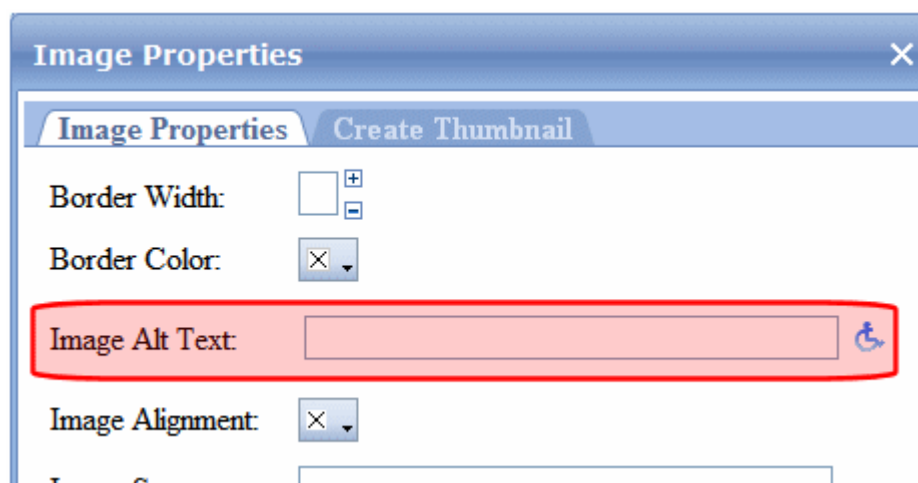 Image Properties
Image Properties Create Thumbnail
Border Width:
Border Color:
Image Alt Text:
Image Alignment: